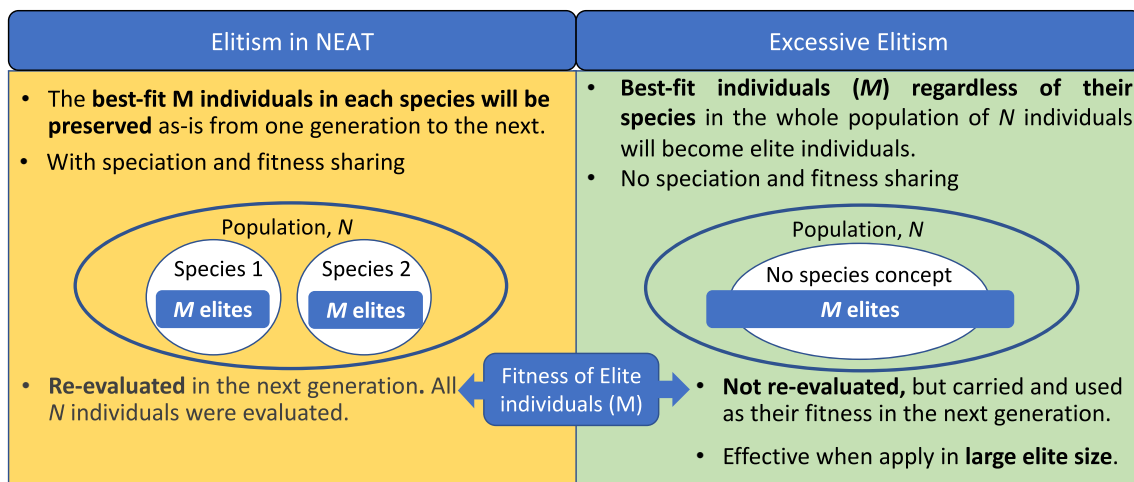 Elitism in NEAT
• The best-fit M individuals in each species will be
preserved as-is from one generation to the next.
• With speciation and fitness sharing
Population, N
Species 1
Species 2
M elites
M elites
• Re-evaluated in the next generation. All
N individuals were evaluated.
Fitness of Elite
individuals (M)
Excessive Elitism
• Best-fit individuals (M) regardless of their
species in the whole population of N individuals
will become elite individuals.
• No speciation and fitness sharing
Population, N
No species concept
M elites
• Not re-evaluated, but carried and used
as their fitness in the next generation.
• Effective when apply in large elite size.